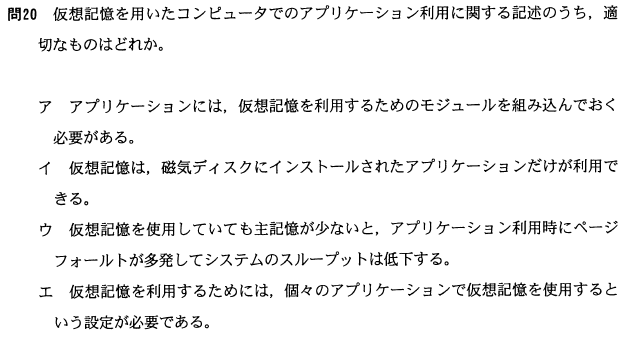 問20 仮想記憶を用いたコンピュータでのアプリケーション利用に関する記述のうち，適
切なものはどれか。
ア アプリケーションには，仮想記憶を利用するためのモジュールを組み込んでおく
必要がある。
イ 仮想記憶は，磁気ディスクにインストールされたアプリケーションだけが利用で
きる。
ウ 仮想記憶を使用していても主記憶が少ないと，アプリケーション利用時にページ
フォールトが多発してシステムのスループットは低下する。
エ 仮想記憶を利用するためには，個々のアプリケーションで仮想記憶を使用すると
いう設定が必要である。